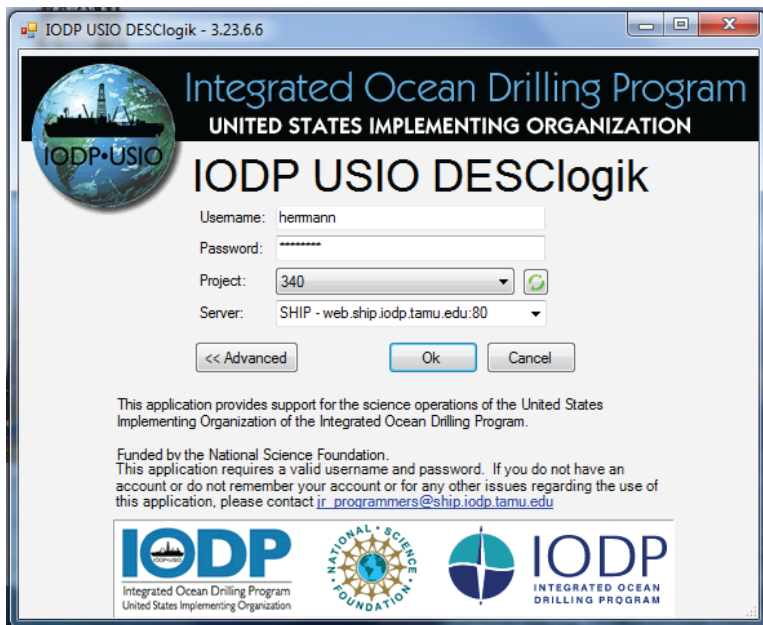 IODP USIO DESClogik - 3.23.6.6
Integrated Ocean Drilling Program
UNITED STATES IMPLEMENTING ORGANIZATION
IODP•USIO
IODP USIO DESClogik
Username: hermann
Password: ********
Project: 340
Server: SHIP - web.ship.iodp.tamu.edu:80
<< Advanced Ok Cancel
This application provides support for the science operations of the United States
Implementing Organization of the Integrated Ocean Drilling Program.
Funded by the National Science Foundation.
This application requires a valid username and password. If you do not have an
account or do not remember your account or for any other issues regarding the use of
this application, please contact jr_programmers@ship.iodp.tamu.edu
IODP
IODP-USIO
Integrated Ocean Drilling Program
United States Implementing Organization
NATIONAL • SCIENCE • FOUNDATION •
IODP
INTEGRATED OCEAN
DRILLING PROGRAM